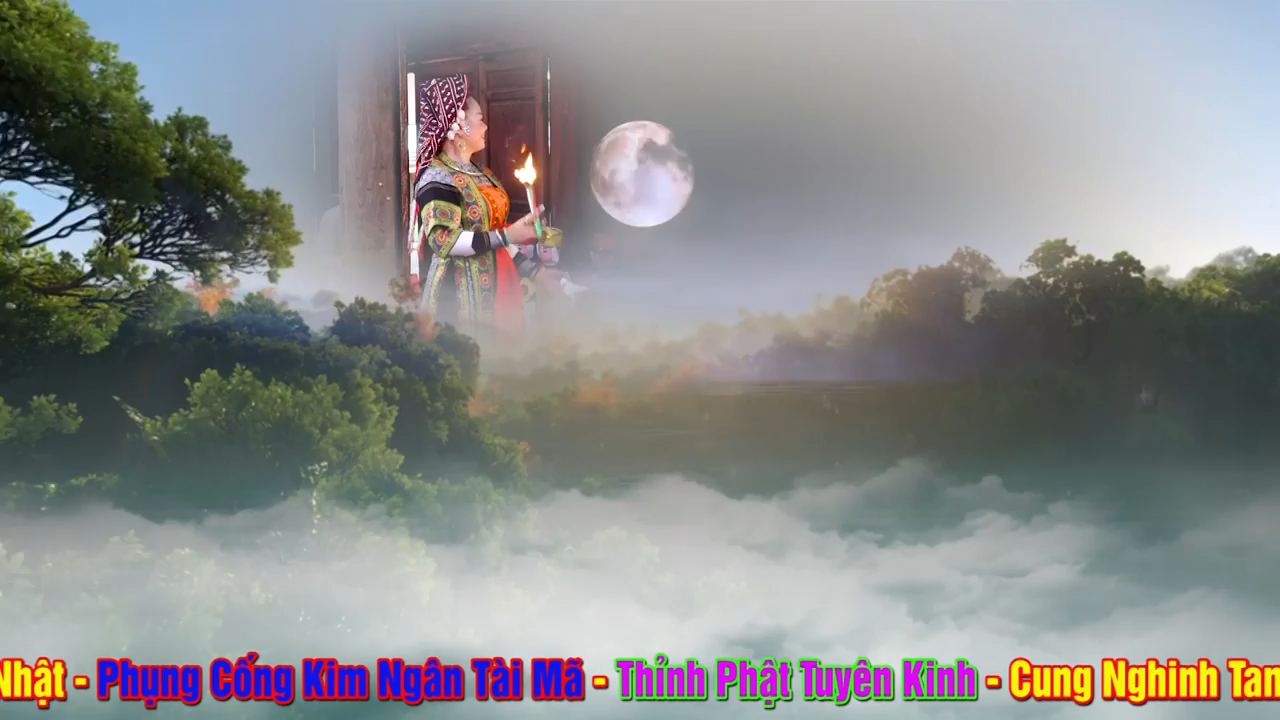 Nhật - Phụng Cống Kim Ngân Tài Mã - Thỉnh Phật Tuyên Kinh - Cung Nghinh Tam